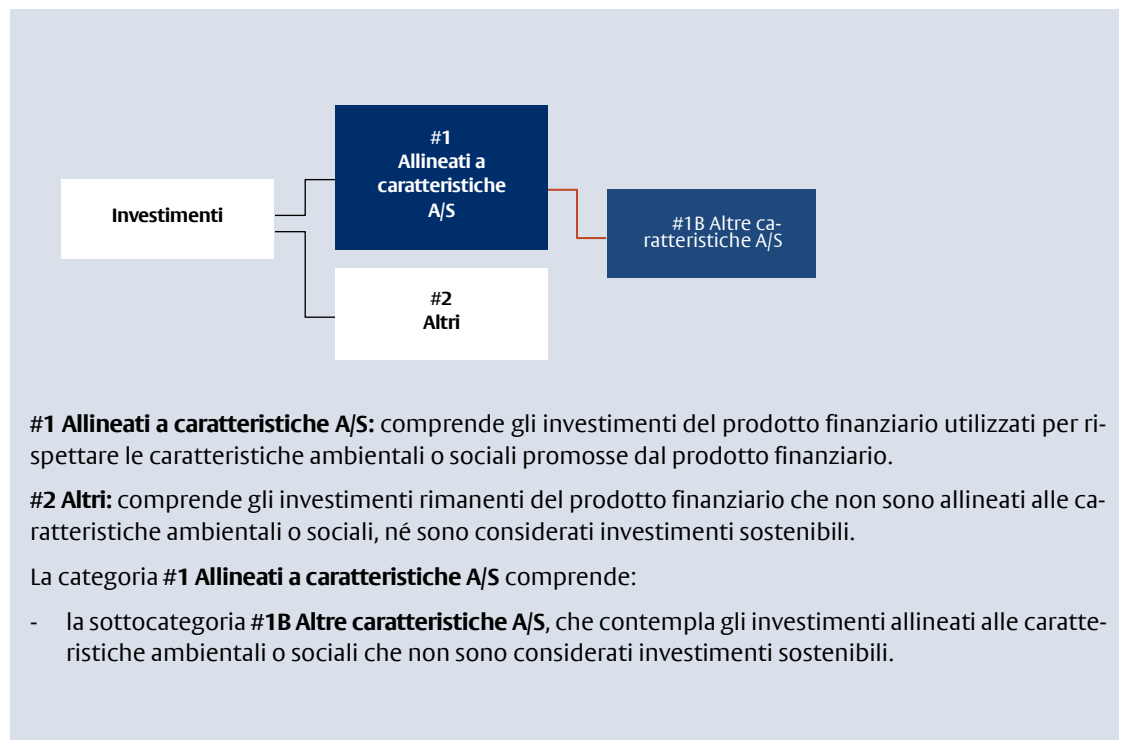 #1
Allineati a
caratteristiche
A/S
Investimenti
#1B Altre ca-
ratteristiche A/S
#2
Altri
#1 Allineati a caratteristiche A/S: comprende gli investimenti del prodotto finanziario utilizzati per ri-
spettare le caratteristiche ambientali o sociali promosse dal prodotto finanziario.
#2 Altri: comprende gli investimenti rimanenti del prodotto finanziario che non sono allineati alle ca-
ratteristiche ambientali o sociali, né sono considerati investimenti sostenibili.
La categoria #1 Allineati a caratteristiche A/S comprende:
- la sottocategoria #1B Altre caratteristiche A/S, che contempla gli investimenti allineati alle caratte-
ristiche ambientali o sociali che non sono considerati investimenti sostenibili.